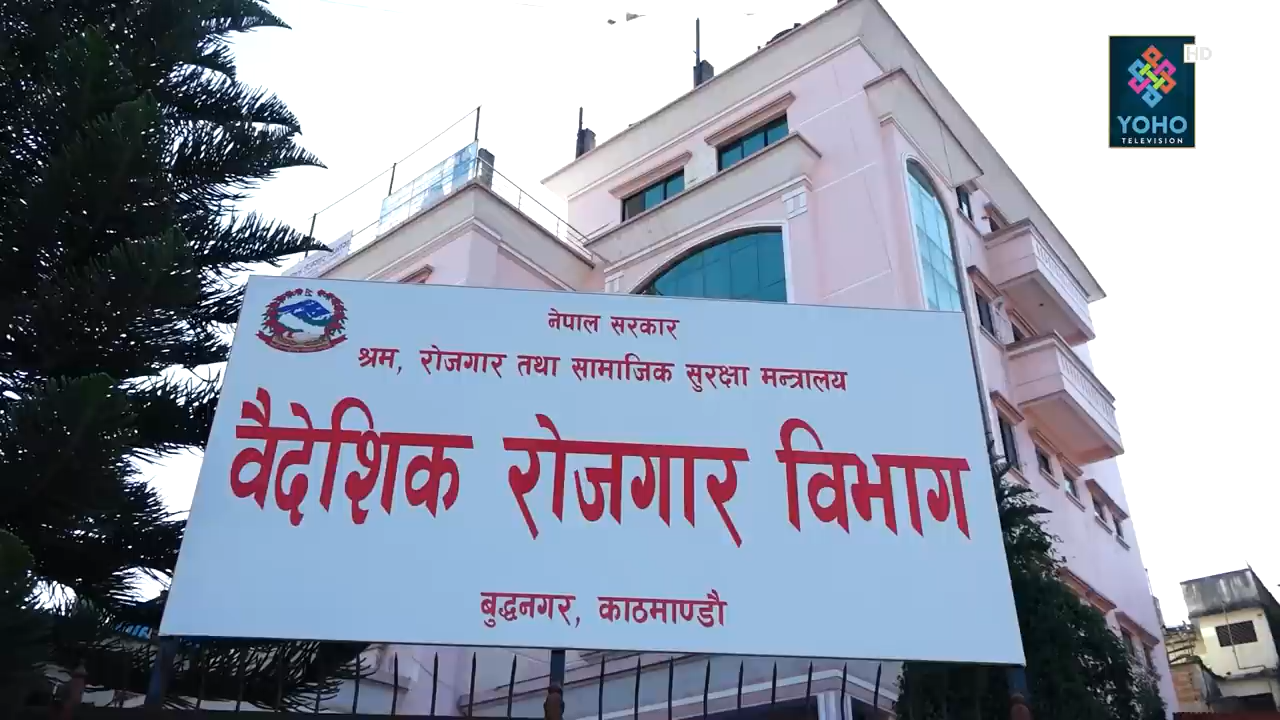 YOHO
TELEVISION
HD
नेपाल सरकार
श्रम, रोजगार तथा सामाजिक सुरक्षा मन्त्रालय
वैदेशिक रोजगार विभाग
बुद्धनगर, काठमाण्डौ